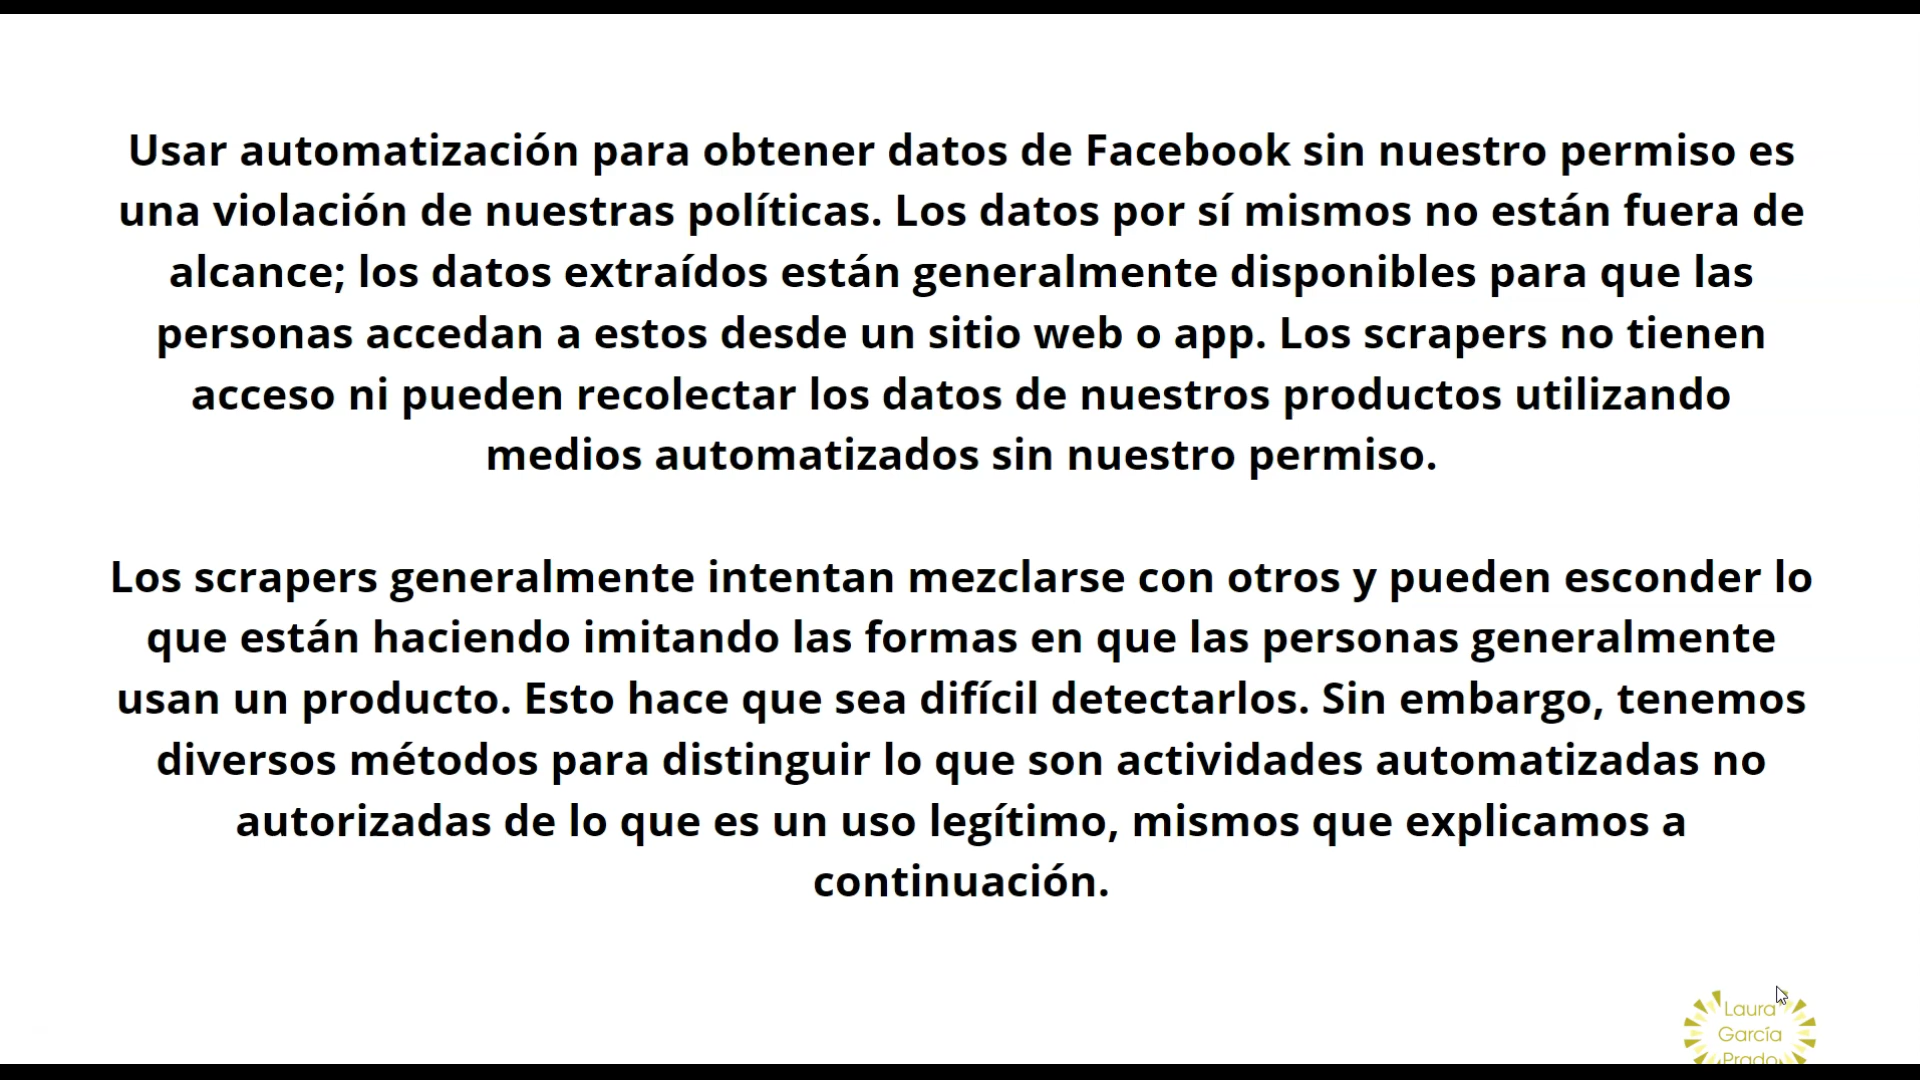 Usar automatización para obtener datos de Facebook sin nuestro permiso es
una violación de nuestras políticas. Los datos por sí mismos no están fuera de
alcance; los datos extraídos están generalmente disponibles para que las
personas accedan a estos desde un sitio web o app. Los scrapers no tienen
acceso ni pueden recolectar los datos de nuestros productos utilizando
medios automatizados sin nuestro permiso.
Los scrapers generalmente intentan mezclarse con otros y pueden esconder lo
que están haciendo imitando las formas en que las personas generalmente
usan un producto. Esto hace que sea difícil detectarlos. Sin embargo, tenemos
diversos métodos para distinguir lo que son actividades automatizadas no
autorizadas de lo que es un uso legítimo, mismos que explicamos a
continuación.
Laura
García
Prado